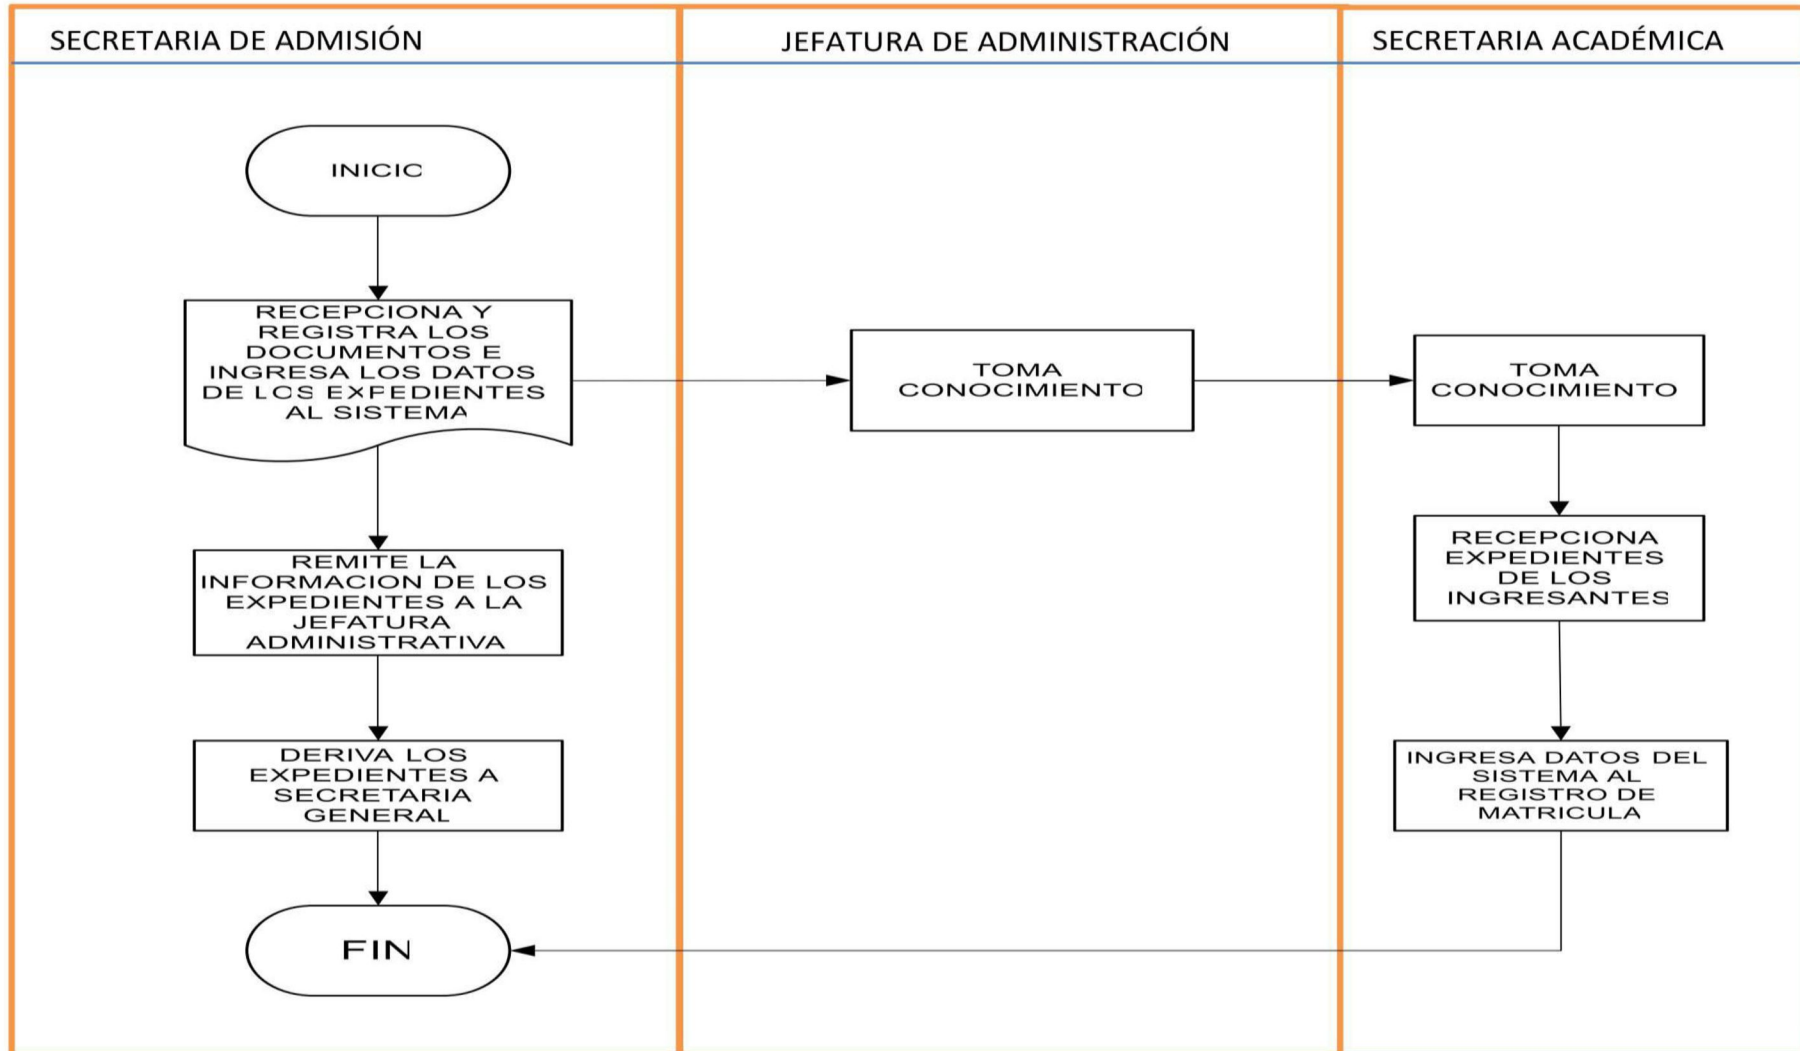 SECRETARIA DE ADMISIÓN
JEFATURA DE ADMINISTRACIÓN
SECRETARIA ACADÉMICA
INICIO
RECEPCIONA Y
REGISTRA LOS
DOCUMENTOS E
INGRESA LOS DATOS
DE LOS EXPEDIENTES
AL SISTEMA
TOMA
CONOCIMIENTO
TOMA
CONOCIMIENTO
REMITE LA
INFORMACION DE LOS
EXPEDIENTES A LA
JEFATURA
ADMINISTRATIVA
RECEPCIONA
EXPEDIENTES
DE LOS
INGRESANTES
DERIVA LOS
EXPEDIENTES A
SECRETARIA
GENERAL
INGRESA DATOS DEL
SISTEMA AL
REGISTRO DE
MATRICULA
FIN